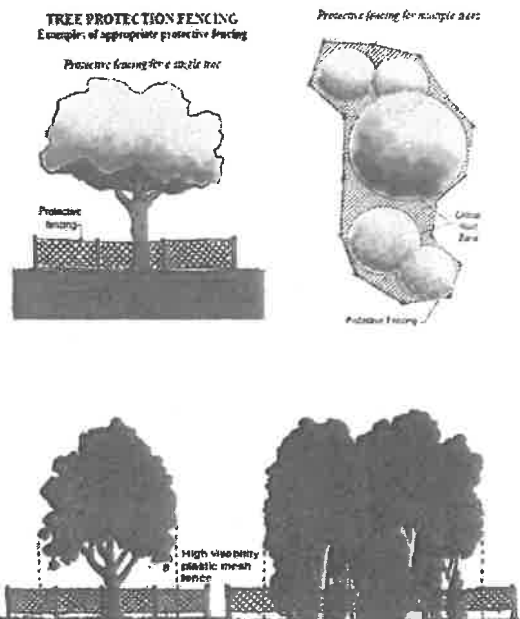 TREE PROTECTION FENCING
Examples of appropriate protective fencing
Protective fencing for a single tree
Protective fencing for multiple trees
Protective
fencing
Critical
Root
Zone
Protective Fencing
High visibility
plastic mesh
fence